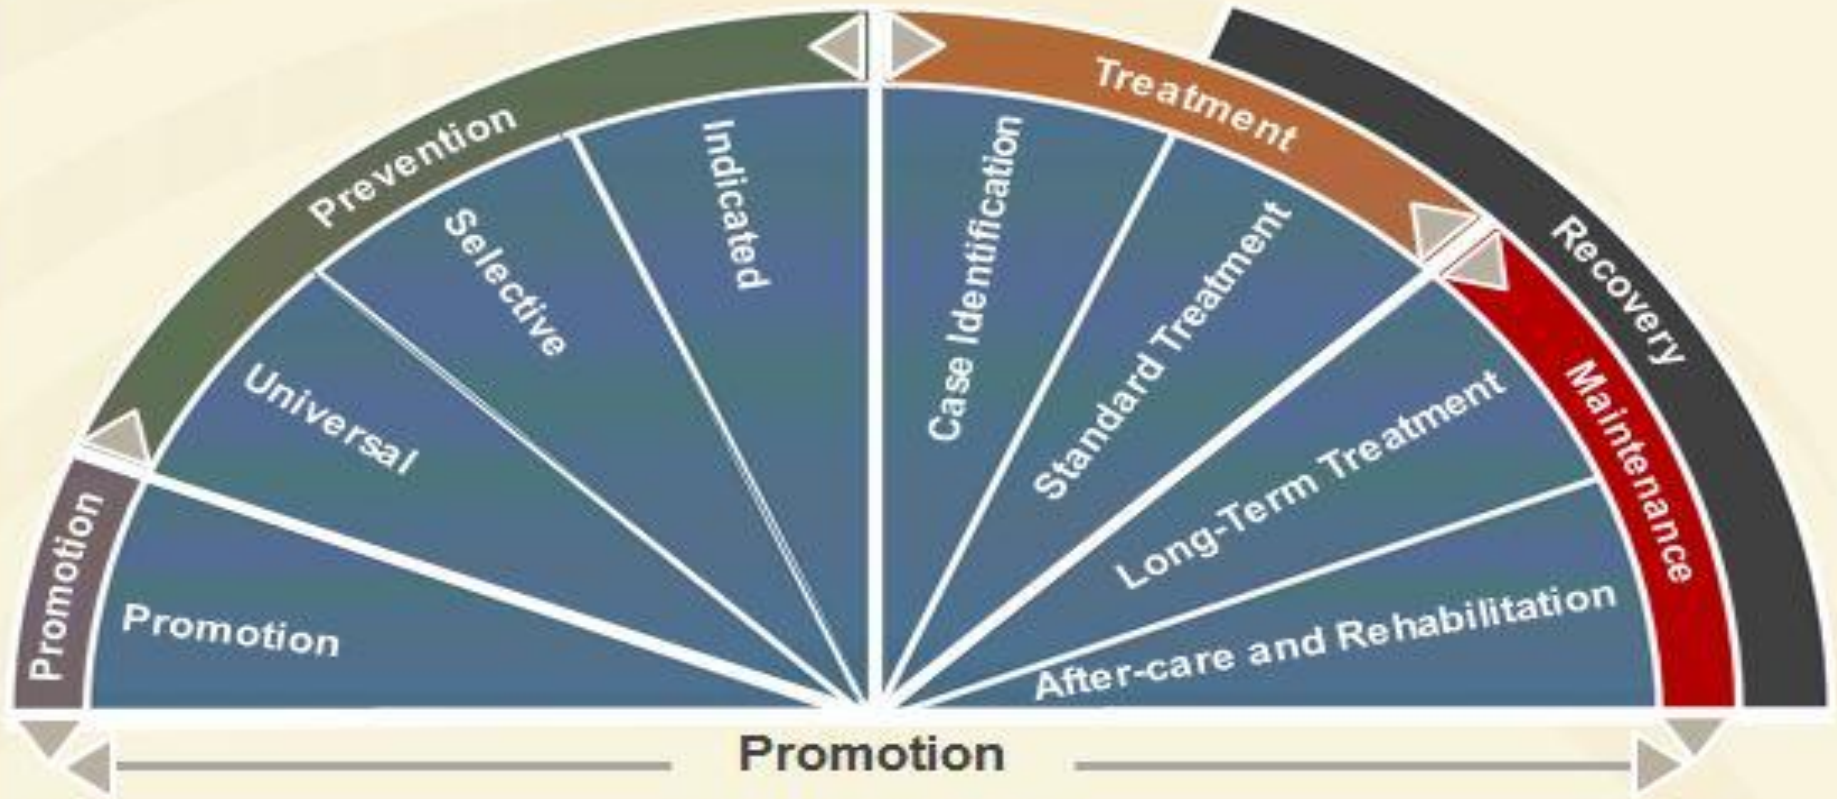 Promotion
Promotion
Prevention
Universal
Selective
Indicated
Treatment
Case Identification
Standard Treatment
Recovery
Maintenance
Long-Term Treatment
After-care and Rehabilitation
Promotion